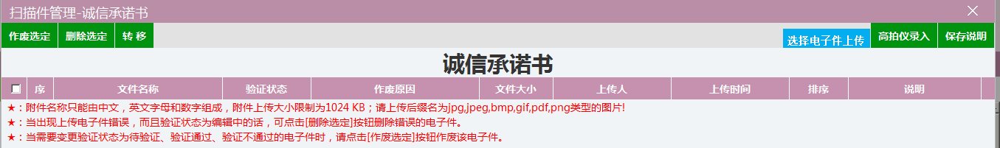 扫描件管理-诚信承诺书
作废选定 删除选定 转 移 选择电子件上传 高拍仪录入 保存说明
诚信承诺书
序 文件名称 验证状态 作废原因 文件大小 上传人 上传时间 排序 说明
★：附件名称只能由中文，英文字母和数字组成，附件上传大小限制为1024 KB；请上传后缀名为jpg,jpeg,bmp,gif,pdf,png类型的图片!
★：当出现上传电子件错误，而且验证状态为编辑中的话，可点击[删除选定]按钮删除错误的电子件。
★：当需要变更验证状态为待验证、验证通过、验证不通过的电子件时，请点击[作废选定]按钮作废该电子件。